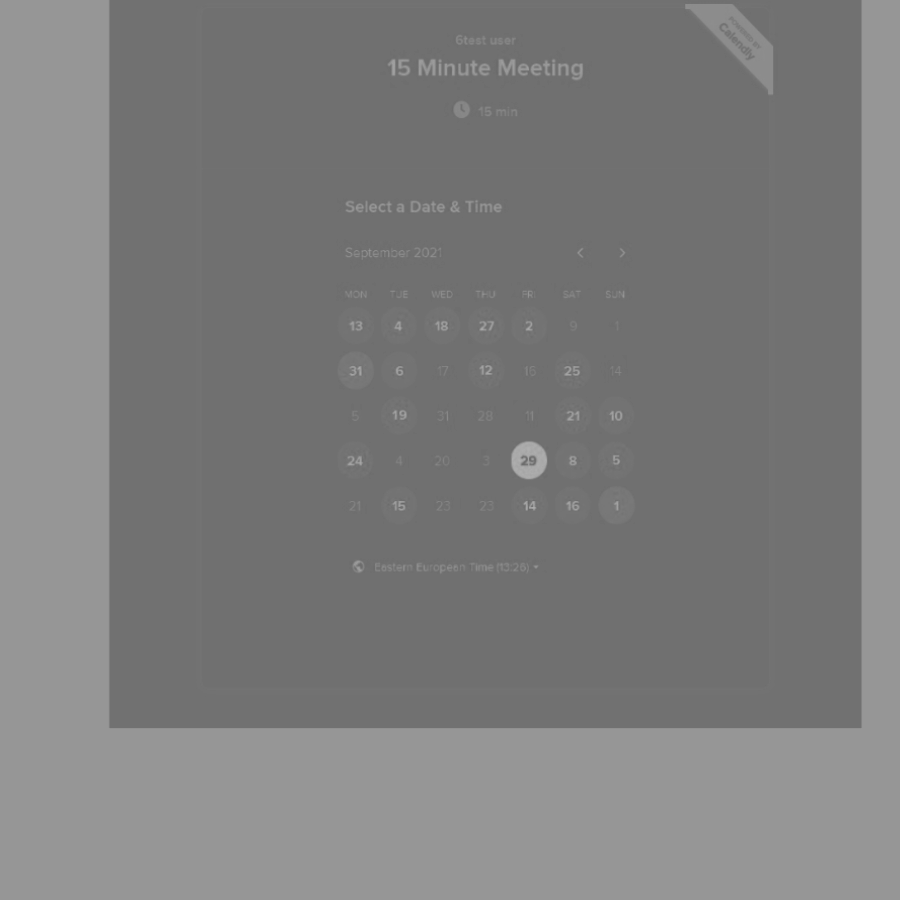 6test user
15 Minute Meeting
15 min
POWERED BY
Calendly
Select a Date & Time
September 2021
MON TUE WED THU FRI SAT SUN
13 4 18 27 2 9 1
31 6 17 12 15 25 14
5 19 31 28 11 21 10
24 4 20 3 29 8 5
21 15 23 23 14 16 1
Eastern European Time (13:26)